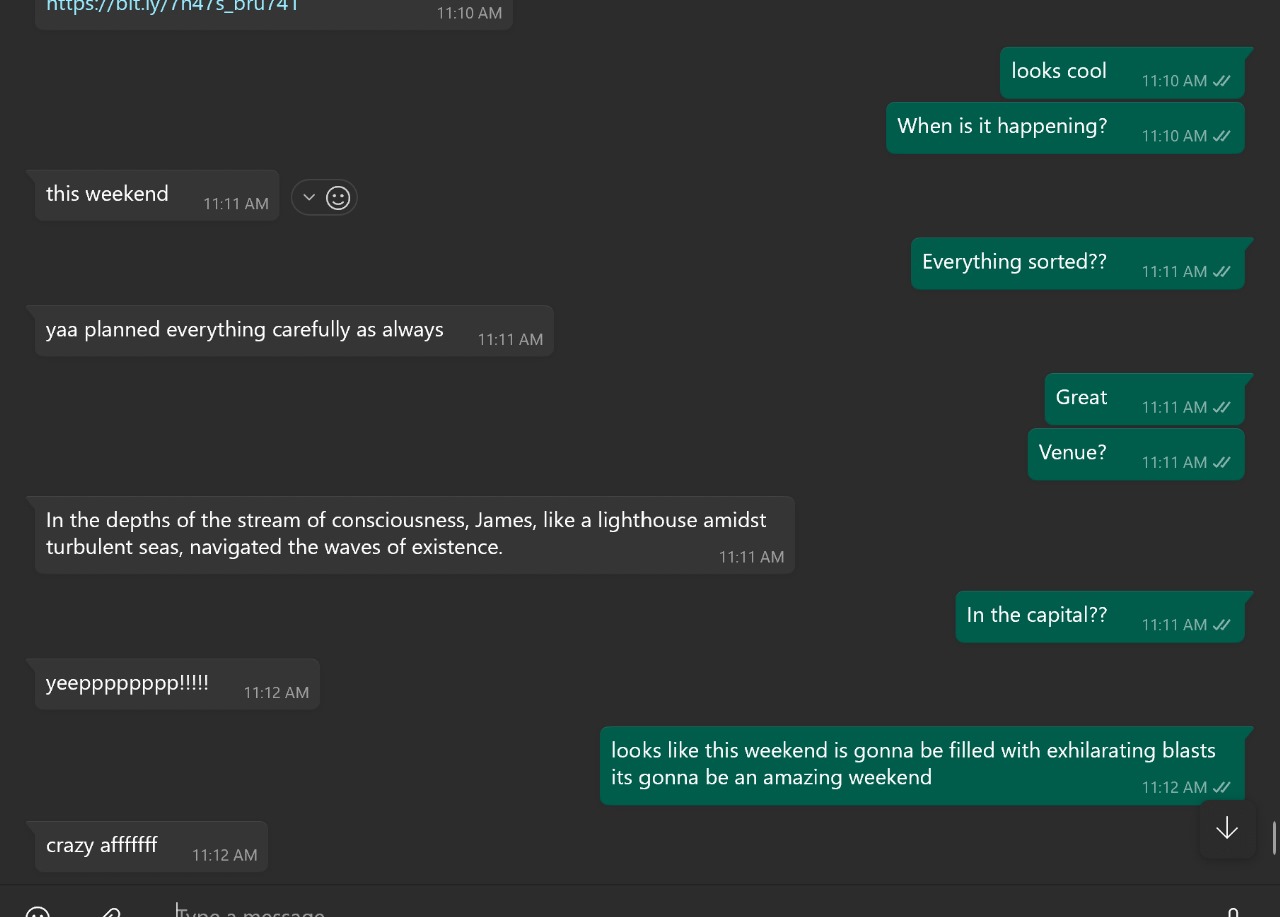 https://bit.ly/7h47s_bru741
11:10 AM
looks cool 11:10 AM
When is it happening? 11:10 AM
this weekend 11:11 AM
Everything sorted?? 11:11 AM
yaa planned everything carefully as always 11:11 AM
Great 11:11 AM
Venue? 11:11 AM
In the depths of the stream of consciousness, James, like a lighthouse amidst
turbulent seas, navigated the waves of existence.
11:11 AM
In the capital?? 11:11 AM
yeepppppppp!!!!! 11:12 AM
looks like this weekend is gonna be filled with exhilarating blasts
its gonna be an amazing weekend
11:12 AM
crazy afffffff 11:12 AM
Type a message